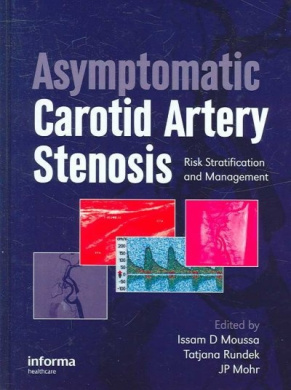 Asymptomatic
Carotid Artery
Stenosis
Risk Stratification
and Management
Edited by
Issam D Moussa
Tatjana Rundek
JP Mohr
informa
healthcare